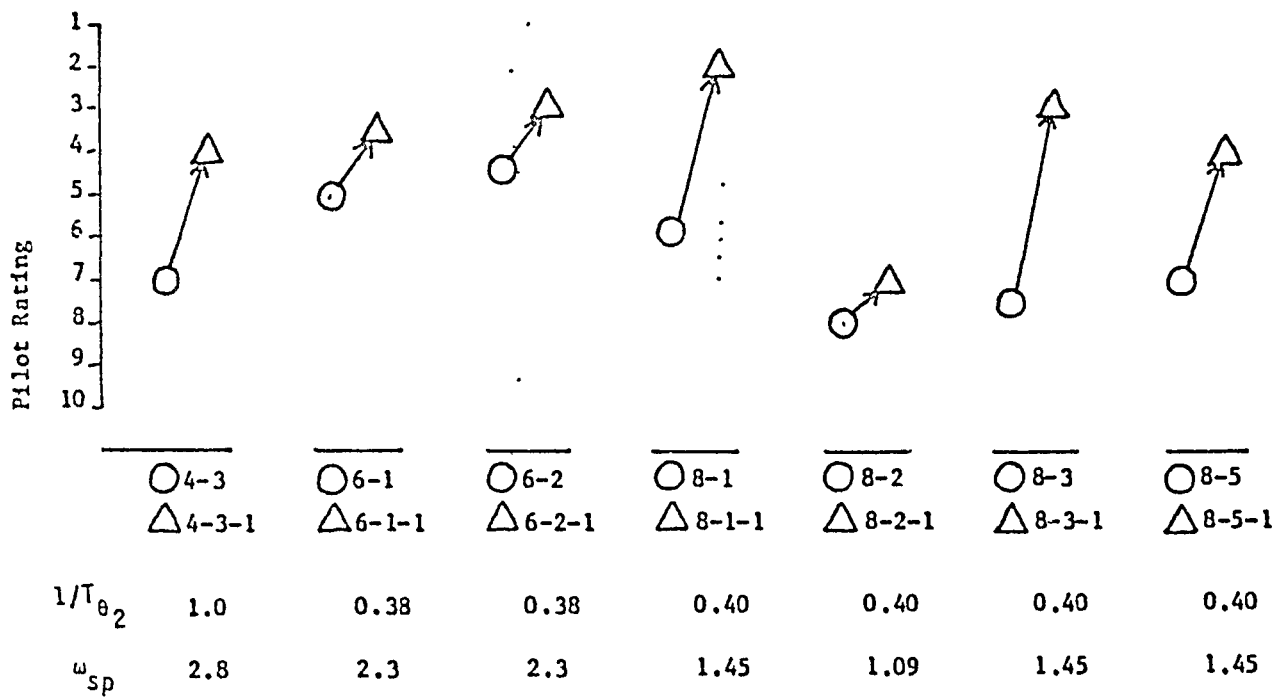 Pilot Rating
1
2
3
4
5
6
7
8
9
10
4-3 6-1 6-2 8-1 8-2 8-3 8-5
4-3-1 6-1-1 6-2-1 8-1-1 8-2-1 8-3-1 8-5-1
1/Tθ2 1.0 0.38 0.38 0.40 0.40 0.40 0.40
ωsp 2.8 2.3 2.3 1.45 1.09 1.45 1.45